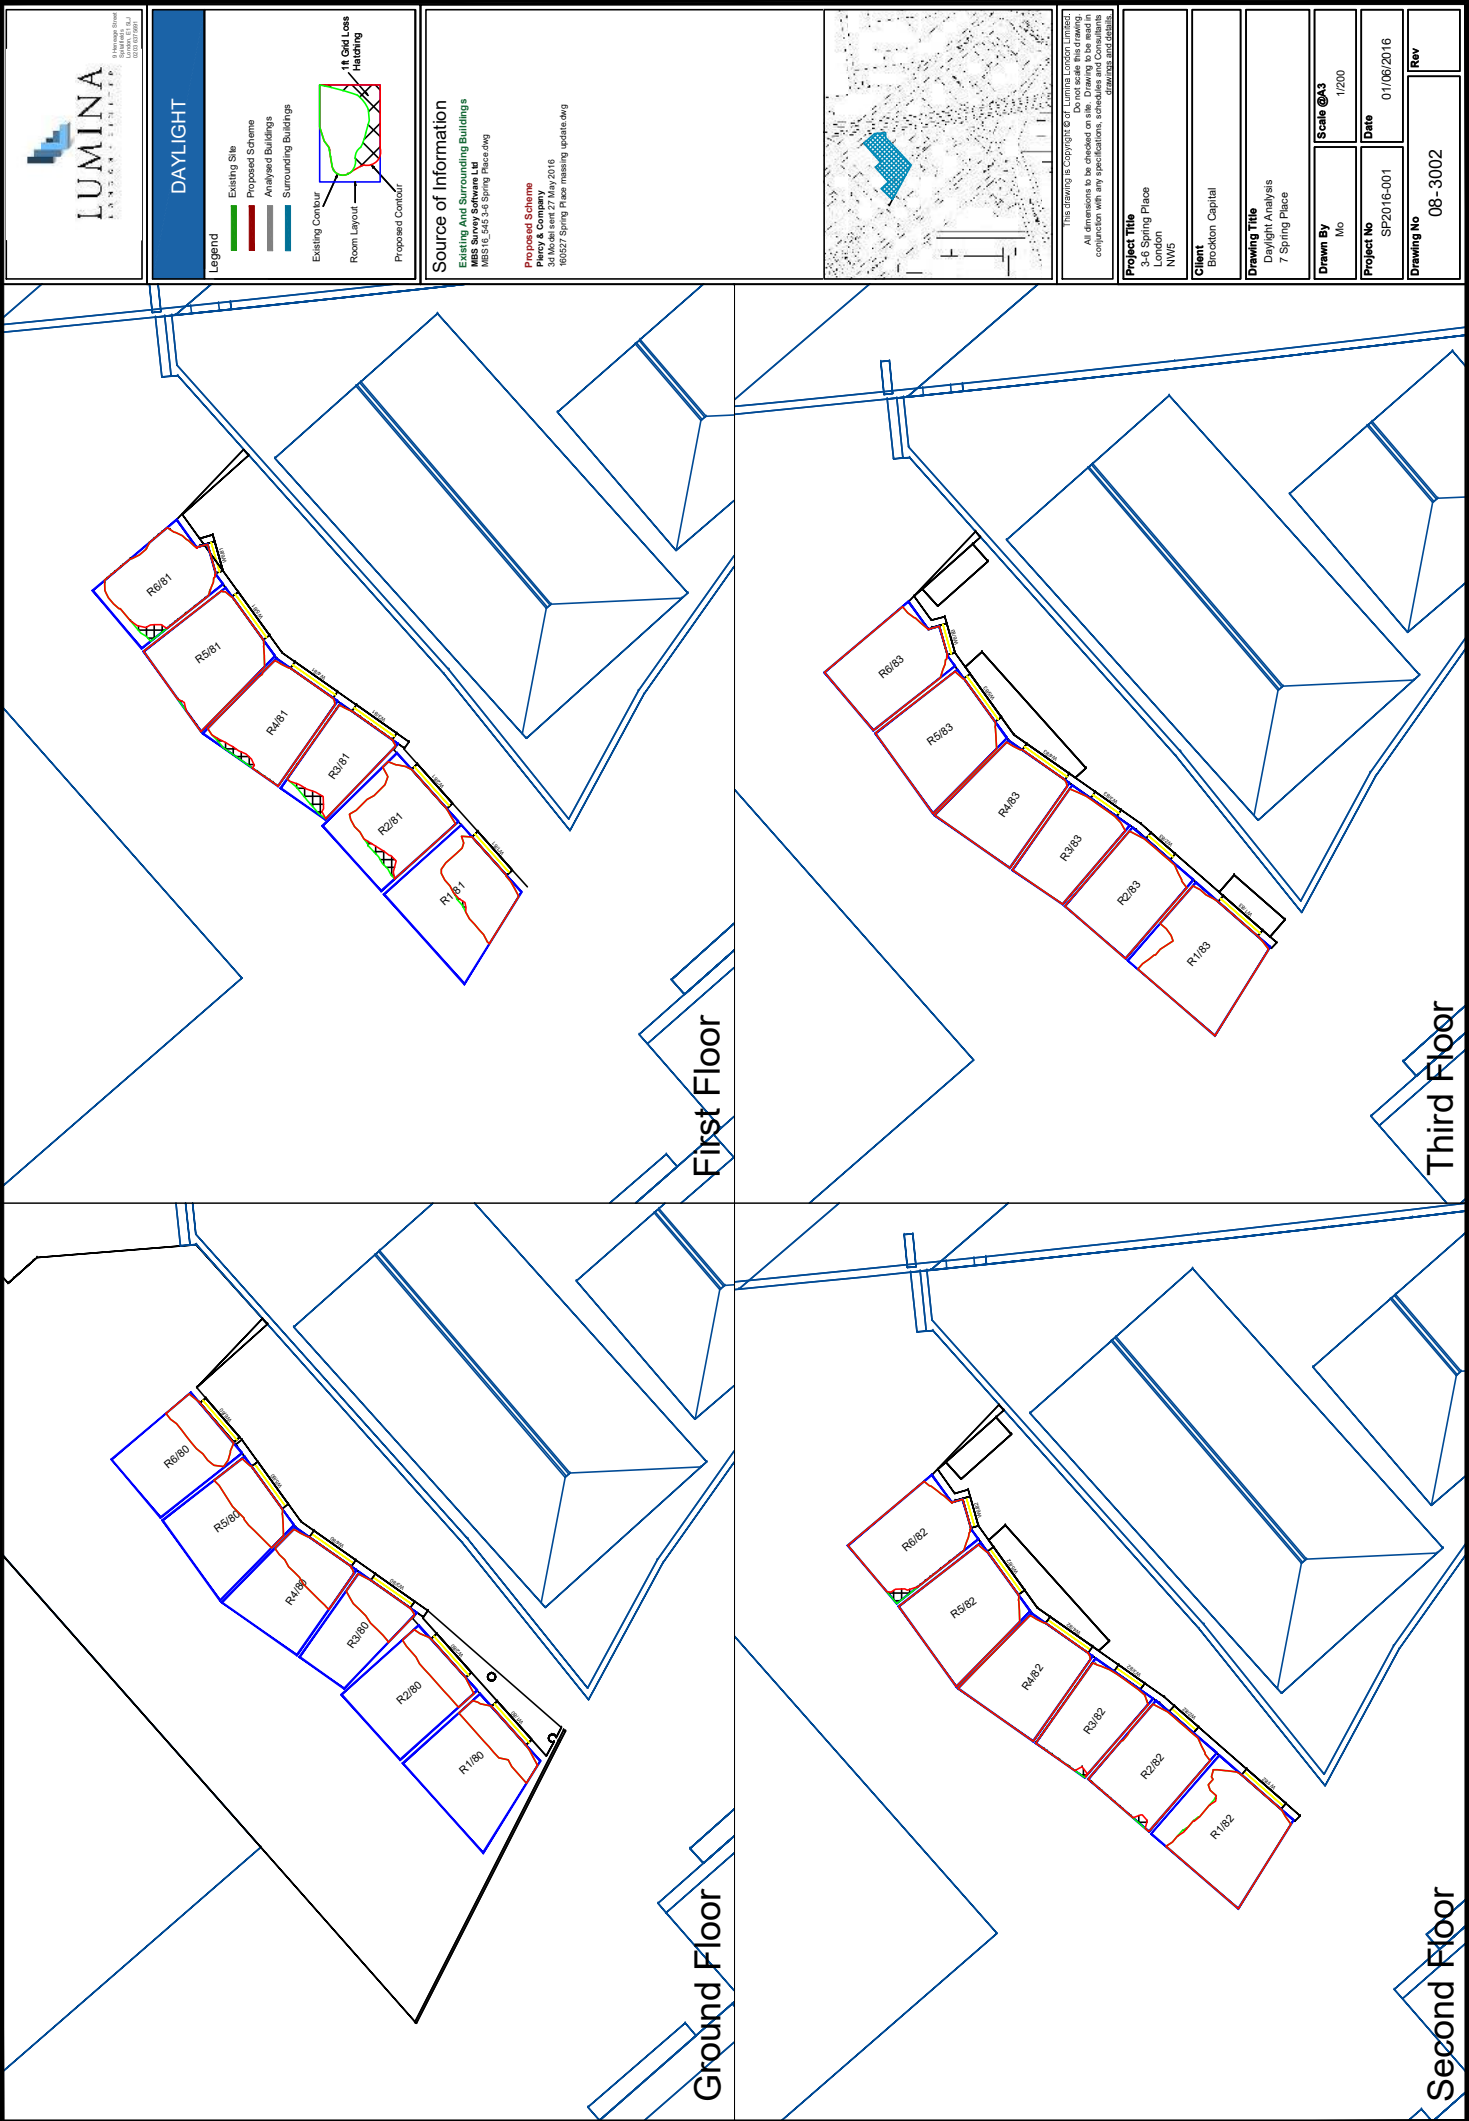 LUMINA
DAYLIGHT
Legend
Existing Site
Proposed Scheme
Analysed Buildings
Surrounding Buildings
Existing Contour
Room Layout
Proposed Contour
1ft Grid Loss
Hatching
Source of Information
Existing And Surrounding Buildings
MBS Survey Software Ltd
MBS16_545 3-6 Spring Place.dwg
Proposed Scheme
Piercy & Company
3d Model sent 27 May 2016
160527 Spring Place massing update.dwg
This drawing is Copyright © of Lumina London Limited.
Do not scale this drawing.
All dimensions to be checked on site. Drawing to be read in
conjunction with any specifications, schedules and Consultants
drawings and details.
Project Title
3-6 Spring Place
London
NW5
Client
Brockton Capital
Drawing Title
Daylight Analysis
7 Spring Place
Drawn By
Mo
Scale @A3
1/200
Project No
SP2016-001
Date
01/06/2016
Drawing No
08-3002
Rev
Ground Floor
R1/80
R2/80
R3/80
R4/80
R5/80
R6/80
First Floor
R1/81
R2/81
R3/81
R4/81
R5/81
R6/81
Second Floor
R1/82
R2/82
R3/82
R4/82
R5/82
R6/82
Third Floor
R1/83
R2/83
R3/83
R4/83
R5/83
R6/83